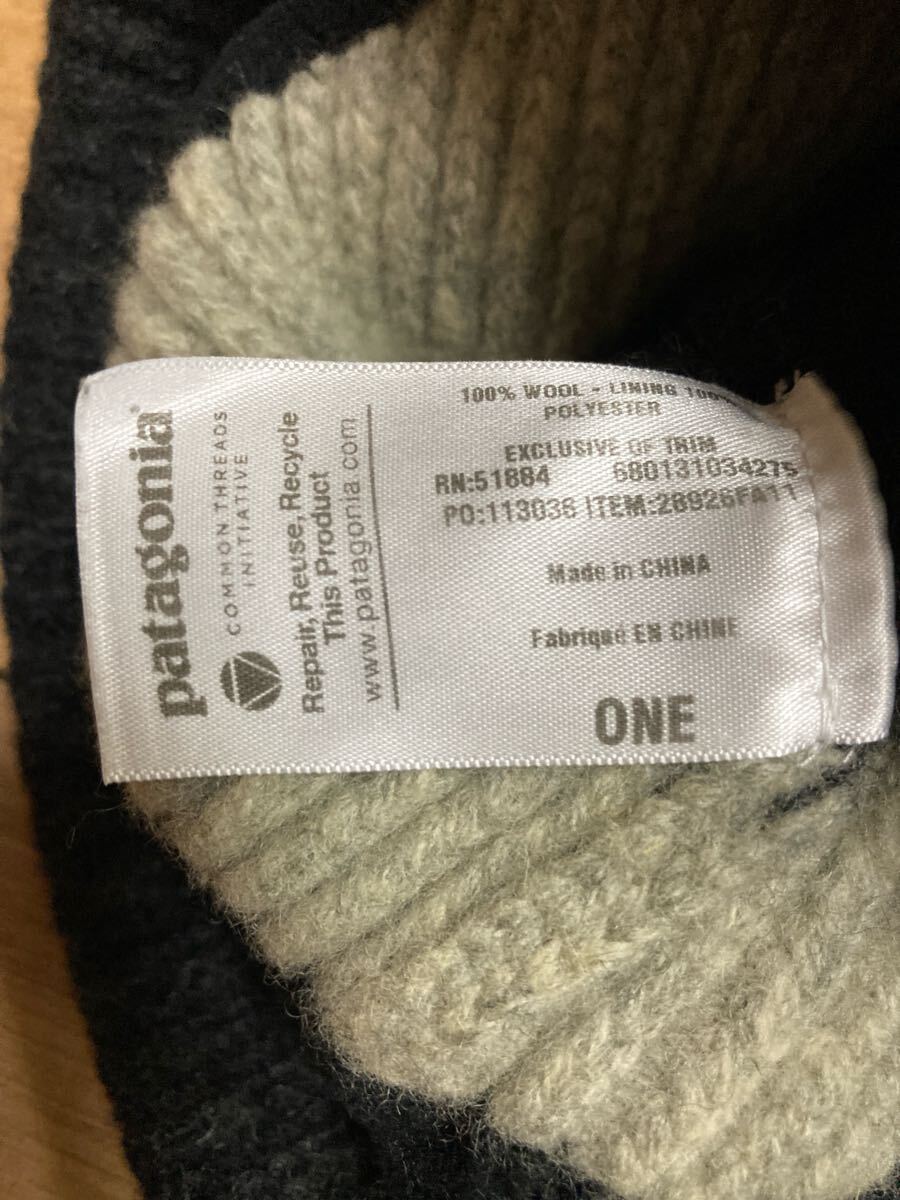 patagonia®
COMMON THREADS
INITIATIVE
Repair, Reuse, Recycle
This Product
www.patagonia.com
100% WOOL - LINING 100%
POLYESTER
EXCLUSIVE OF TRIM
RN:51884 680131034275
PO:113036 ITEM:28926FA11
Made in CHINA
Fabriqué EN CHINE
ONE